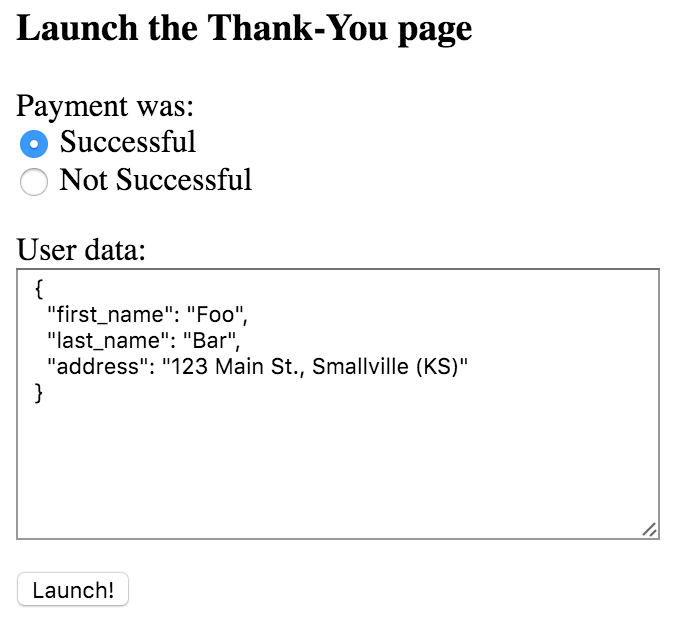 Launch the Thank-You page
Payment was:
Successful
Not Successful
User data:
{
"first_name": "Foo",
"last_name": "Bar",
"address": "123 Main St., Smallville (KS)"
}
Launch!